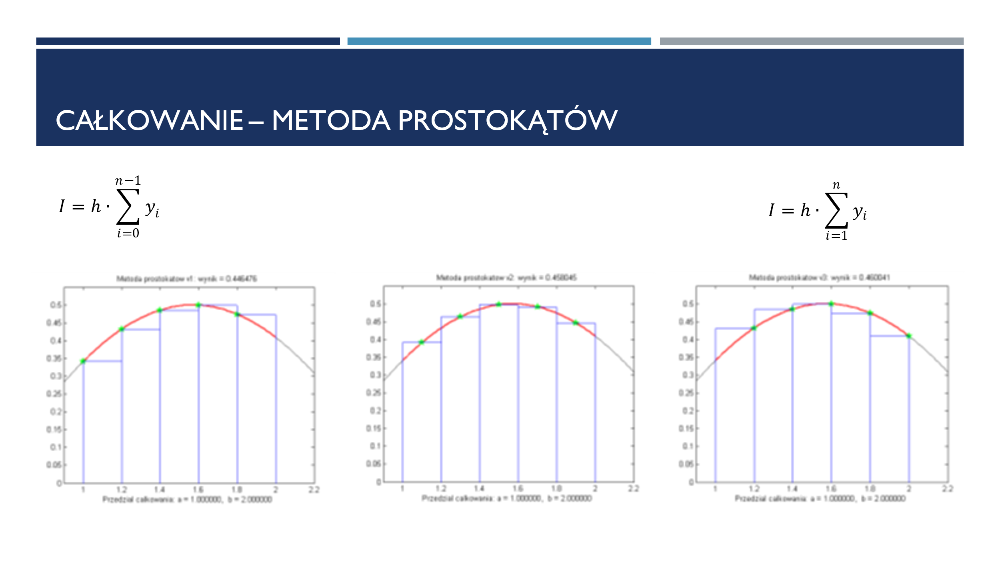 CAŁKOWANIE – METODA PROSTOKĄTÓW
I = h · ∑_{i=0}^{n−1} y_i
I = h · ∑_{i=1}^{n} y_i
Metoda prostokatow v1: wynik = 0.446476
0.5
0.45
0.4
0.35
0.3
0.25
0.2
0.15
0.1
0.05
0
1 1.2 1.4 1.6 1.8 2 2.2
Przedzial calkowania: a = 1.000000, b = 2.000000
Metoda prostokatow v2: wynik =
0.5
0.45
0.4
0.35
0.3
0.25
0.2
0.15
0.1
0.05
0
1 1.2 1.4 1.6 1.8 2 2.2
Przedzial calkowania: a = 1.000000, b = 2.000000
Metoda prostokatow v3: wynik = 0.460041
0.5
0.45
0.4
0.35
0.3
0.25
0.2
0.15
0.1
0.05
0
1 1.2 1.4 1.6 1.8 2 2.2
Przedzial calkowania: a = 1.000000, b = 2.000000